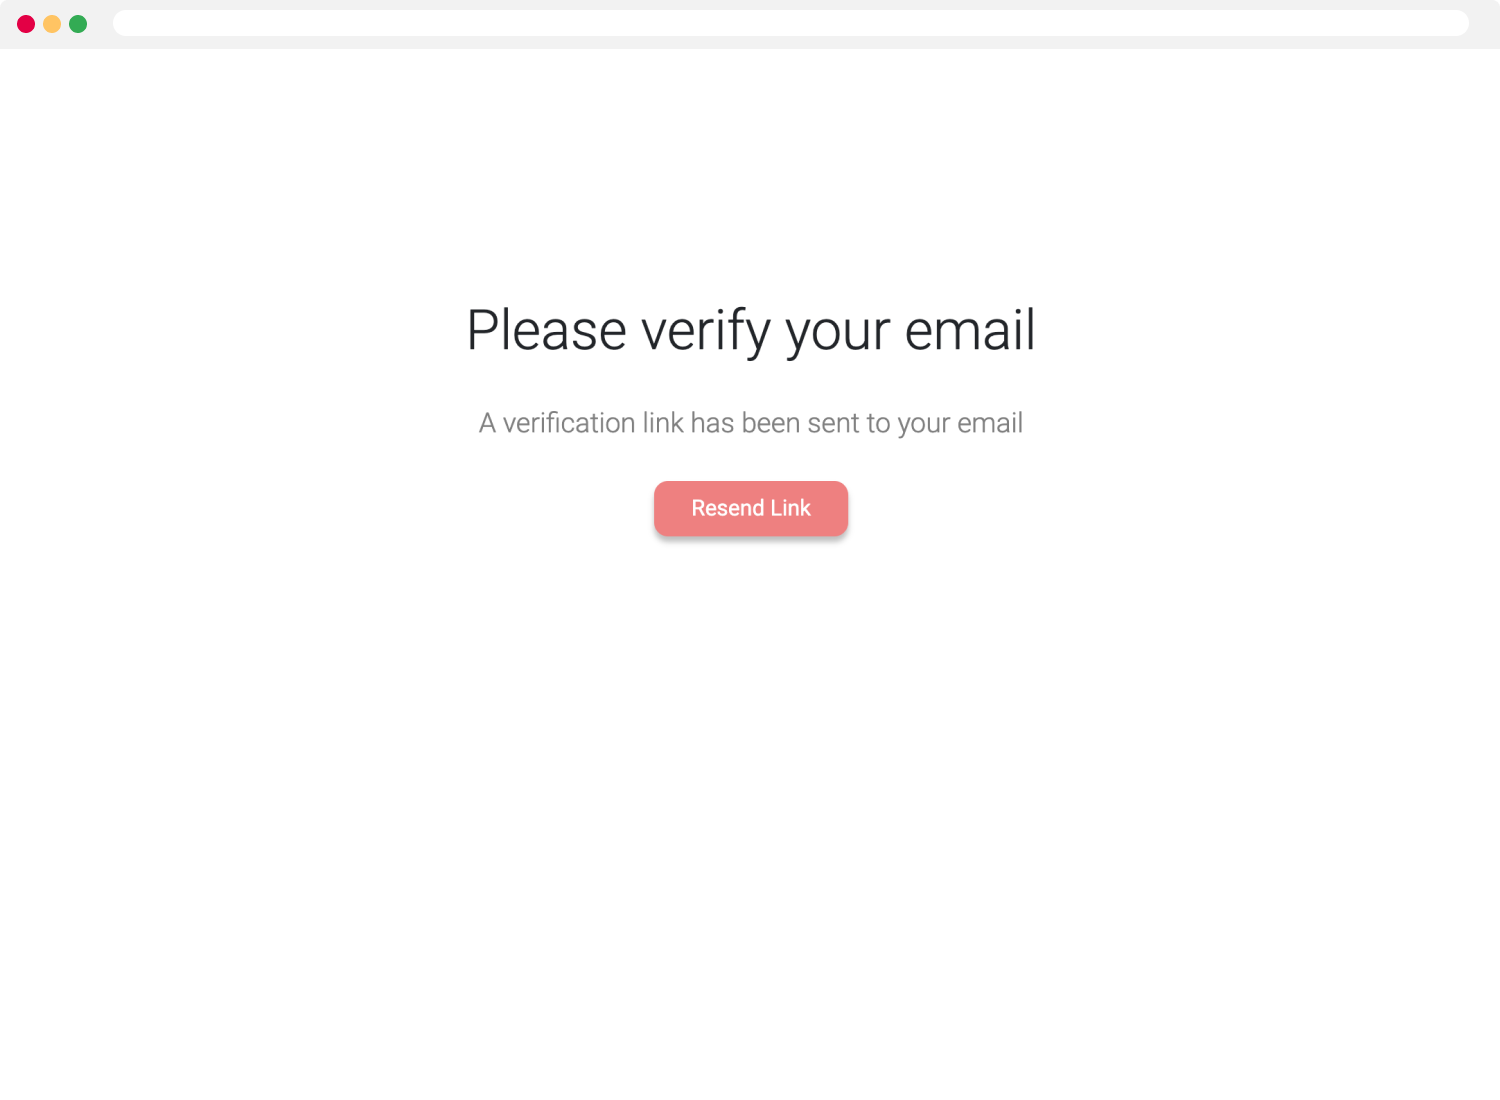 Please verify your email
A verification link has been sent to your email
Resend Link